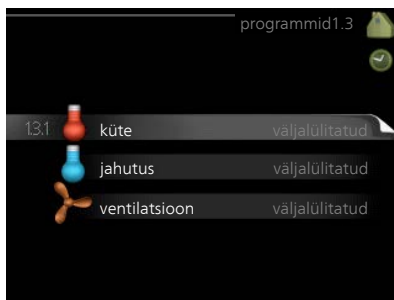 programmid1.3
1.3.1 küte väljalülitatud
jahutus väljalülitatud
ventilatsioon väljalülitatud